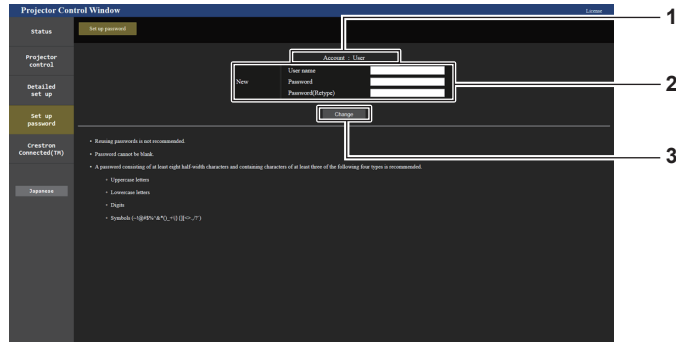 Projector Control Window
License
1
Status
Set up password
Projector
control
Account : User
New
User name
Password
Password(Retype)
2
Detailed
set up
Set up
password
Change
3
Crestron
Connected(TM)
Japanese
• Reusing passwords is not recommended.
• Password cannot be blank.
• A password consisting of at least eight half-width characters and containing characters of at least three of the following four types is recommended.
• Uppercase letters
• Lowercase letters
• Digits
• Symbols